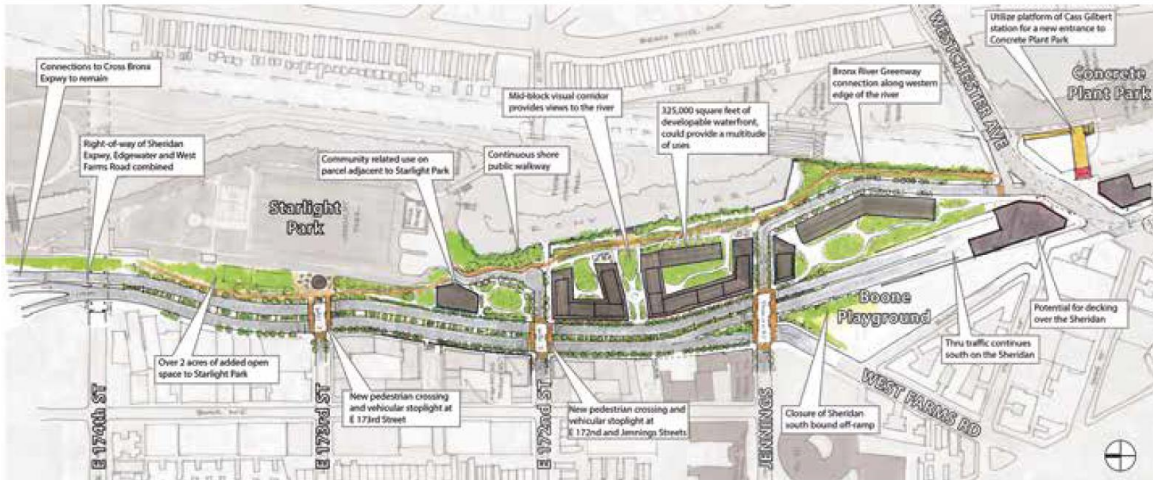 Connections to Cross Bronx
Expwy to remain
Right-of-way of Sheridan
Expwy, Edgewater and West
Farms Road combined
Starlight
Park
Community related use on
parcel adjacent to Starlight Park
Continuous shore
public walkway
Mid-block visual corridor
provides views to the river
325,000 square feet of
developable waterfront,
could provide a multitude
of uses
Bronx River Greenway
connection along western
edge of the river
WESTCHESTER AVE
Utilize platform of Cass Gilbert
station for a new entrance to
Concrete Plant Park
Concrete
Plant Park
Over 2 acres of added open
space to Starlight Park
E 174th ST
E 173rd ST
New pedestrian crossing
and vehicular stoplight at
E 173rd Street
E 172nd ST
New pedestrian crossing and
vehicular stoplight at
E 172nd and Jennings Streets
JENNINGS
Boone
Playground
Closure of Sheridan
south bound off-ramp
WEST FARMS RD
Thru traffic continues
south on the Sheridan
Potential for decking
over the Sheridan